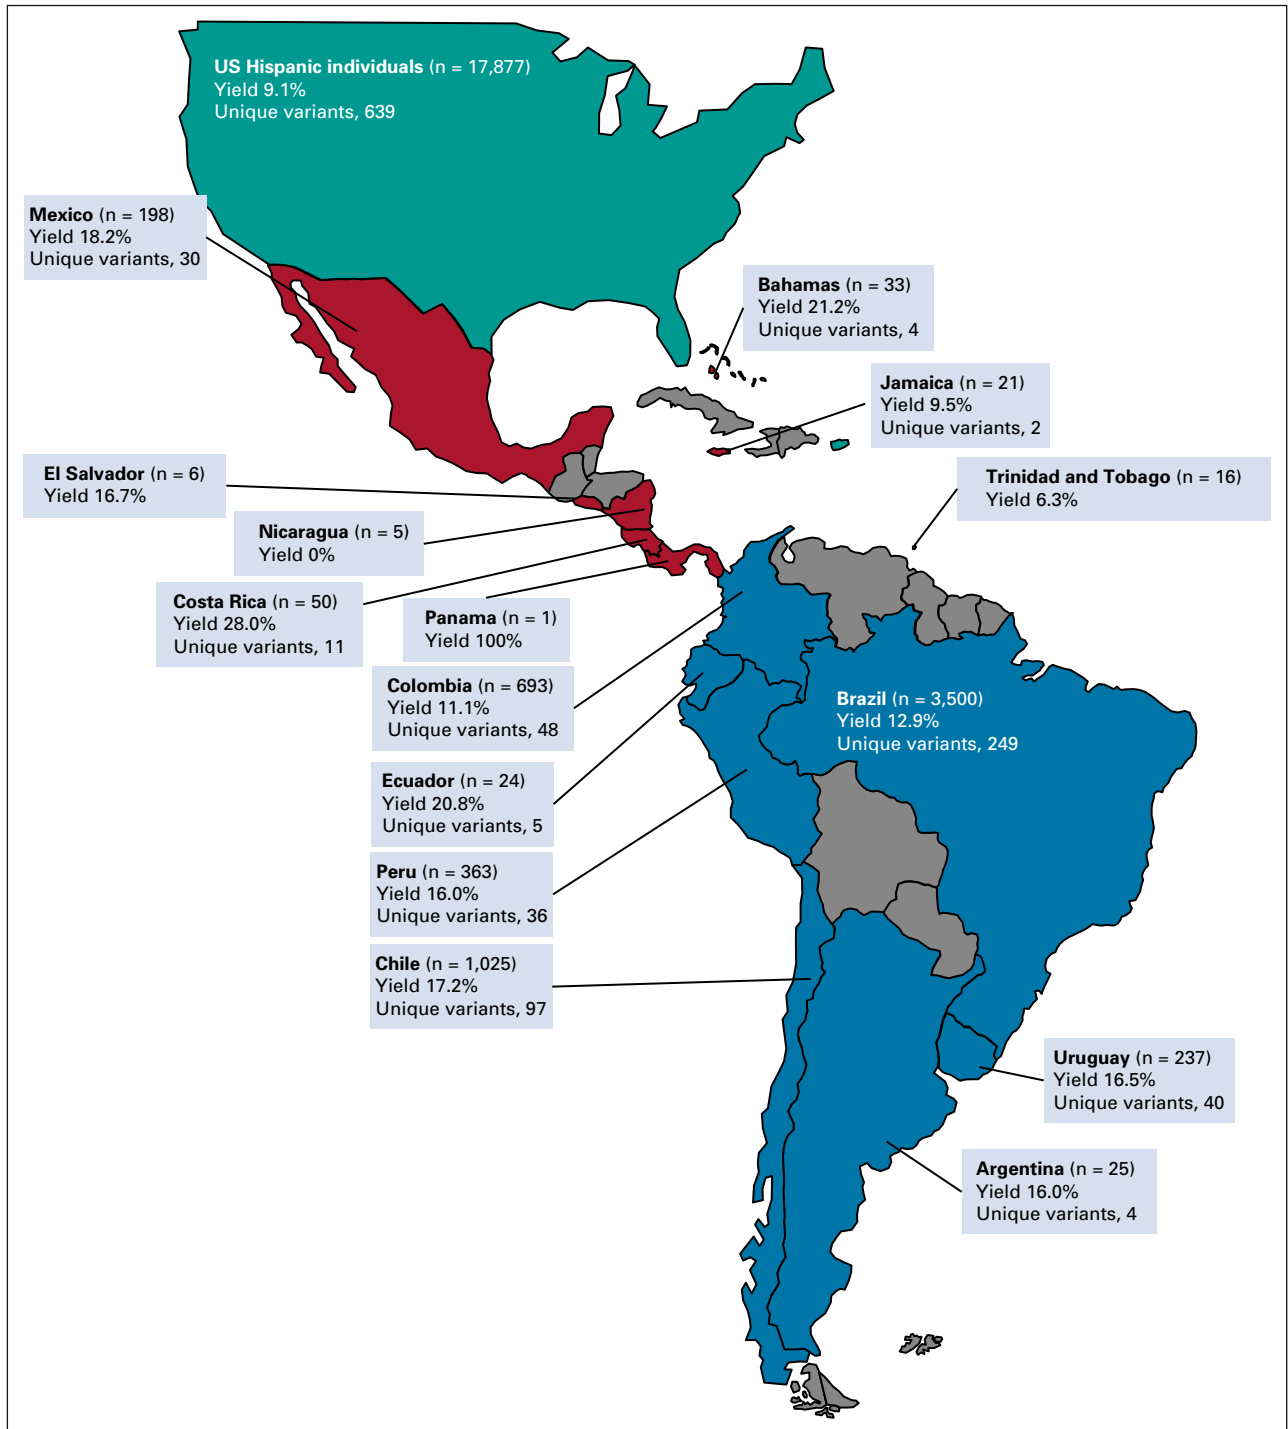 US Hispanic individuals (n = 17,877)
Yield 9.1%
Unique variants, 639
Mexico (n = 198)
Yield 18.2%
Unique variants, 30
Bahamas (n = 33)
Yield 21.2%
Unique variants, 4
Jamaica (n = 21)
Yield 9.5%
Unique variants, 2
El Salvador (n = 6)
Yield 16.7%
Trinidad and Tobago (n = 16)
Yield 6.3%
Nicaragua (n = 5)
Yield 0%
Costa Rica (n = 50)
Yield 28.0%
Unique variants, 11
Panama (n = 1)
Yield 100%
Colombia (n = 693)
Yield 11.1%
Unique variants, 48
Brazil (n = 3,500)
Yield 12.9%
Unique variants, 249
Ecuador (n = 24)
Yield 20.8%
Unique variants, 5
Peru (n = 363)
Yield 16.0%
Unique variants, 36
Chile (n = 1,025)
Yield 17.2%
Unique variants, 97
Uruguay (n = 237)
Yield 16.5%
Unique variants, 40
Argentina (n = 25)
Yield 16.0%
Unique variants, 4